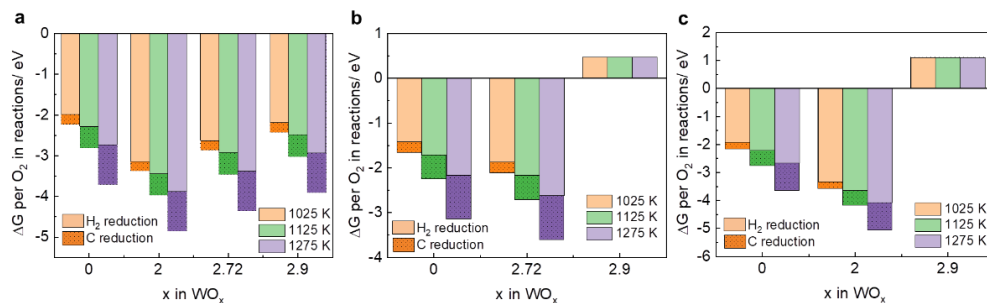 a
0
-1
-2
-3
-4
-5
ΔG per O₂ in reactions/ eV
H₂ reduction
C reduction
1025 K
1125 K
1275 K
0 2 2.72 2.9
x in WOₓ
b
1
0
-1
-2
-3
-4
ΔG per O₂ in reactions/ eV
H₂ reduction
C reduction
1025 K
1125 K
1275 K
0 2.72 2.9
x in WOₓ
c
2
1
0
-1
-2
-3
-4
-5
-6
ΔG per O₂ in reactions/ eV
H₂ reduction
C reduction
1025 K
1125 K
1275 K
0 2 2.9
x in WOₓ